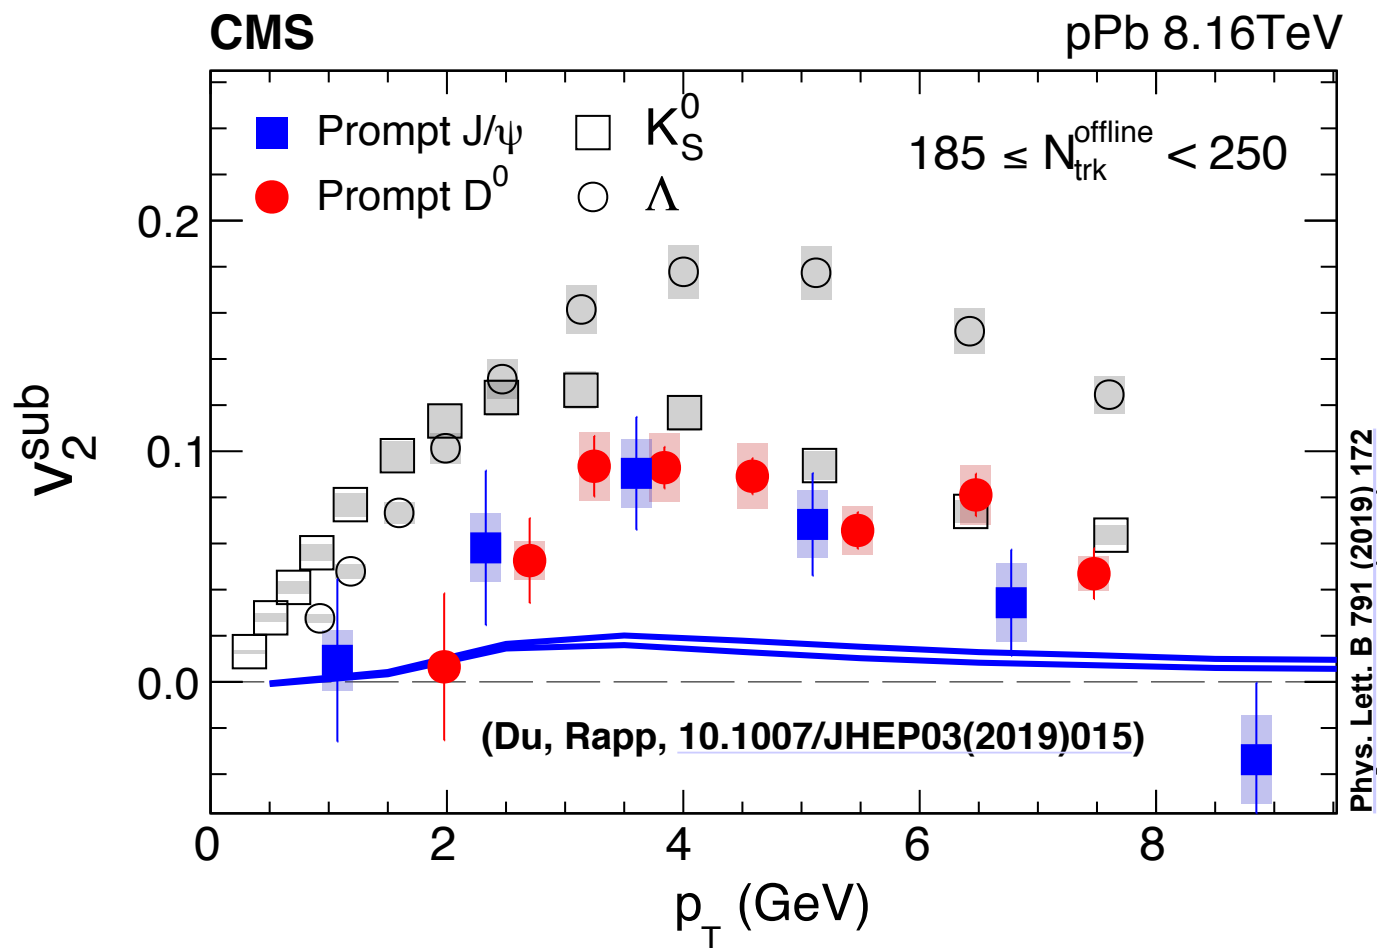 CMS
pPb 8.16TeV
Prompt J/ψ
K⁰_S
185 ≤ N^offline_trk < 250
Prompt D⁰
Λ
0.2
0.1
0.0
v₂^sub
(Du, Rapp, 10.1007/JHEP03(2019)015)
0 2 4 6 8
p_T (GeV)
Phys. Lett. B 791 (2019) 172